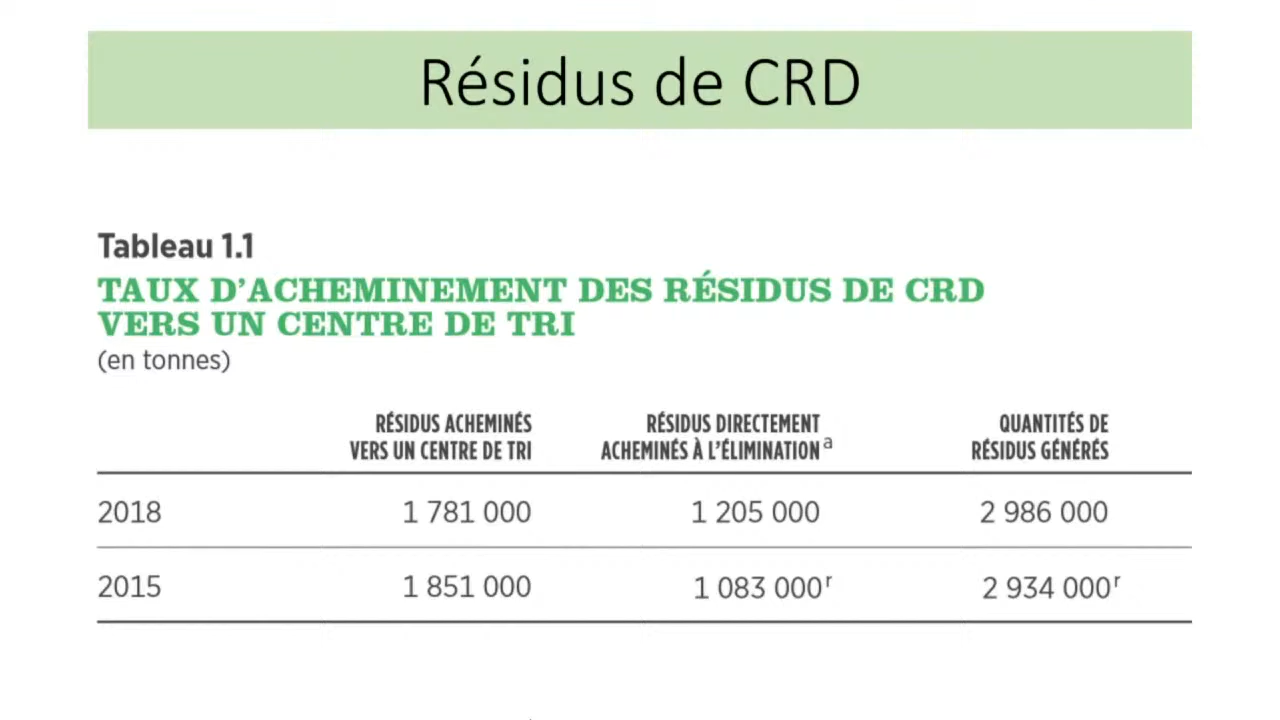 Résidus de CRD
Tableau 1.1
TAUX D’ACHEMINEMENT DES RÉSIDUS DE CRD
VERS UN CENTRE DE TRI
(en tonnes)
RÉSIDUS ACHEMINÉS
VERS UN CENTRE DE TRI
RÉSIDUS DIRECTEMENT
ACHEMINÉS À L’ÉLIMINATION a
QUANTITÉS DE
RÉSIDUS GÉNÉRÉS
2018 1 781 000 1 205 000 2 986 000
2015 1 851 000 1 083 000 r 2 934 000 r